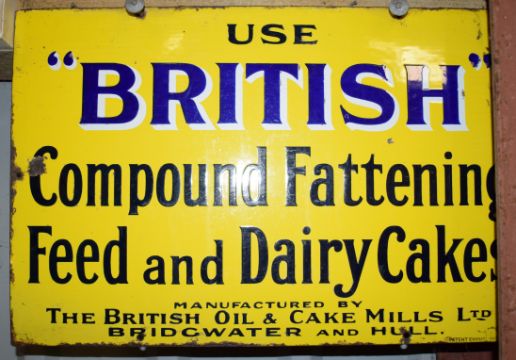 USE
"BRITISH"
Compound Fattening
Feed and Dairy Cakes
MANUFACTURED BY
THE BRITISH OIL & CAKE MILLS LTD
BRIDGWATER AND HULL.